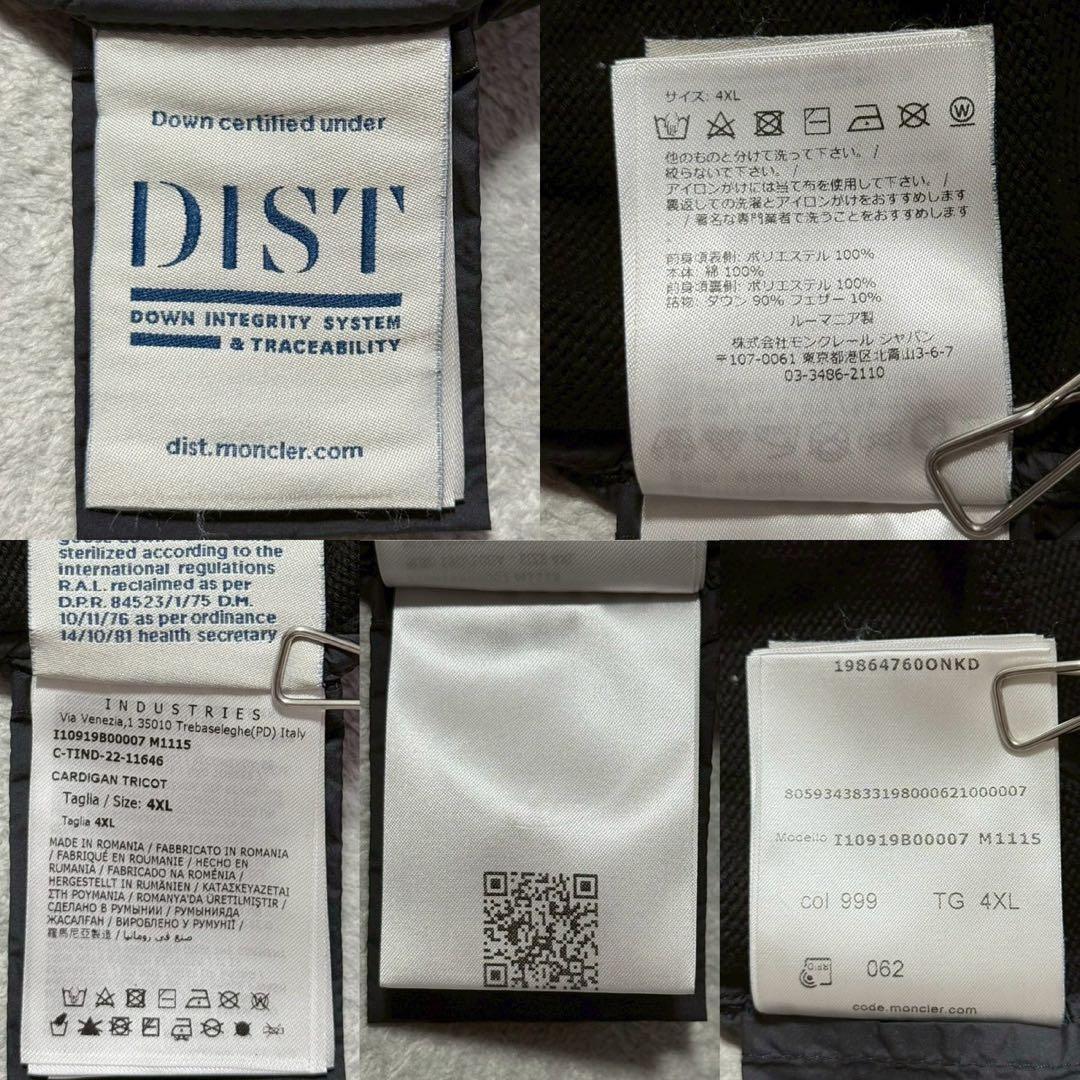 Down certified under
DIST
DOWN INTEGRITY SYSTEM
& TRACEABILITY
dist.moncler.com
サイズ: 4XL
他のものと分けて洗って下さい。 /
絞らないで下さい。 /
アイロンがけには当て布を使用して下さい。 /
裏返しての洗濯とアイロンがけをおすすめします
。 / 著名な専門業者で洗うことをおすすめします
。
前身頃表側: ポリエステル 100%
本体 綿 100%
前身頃裏側: ポリエステル 100%
詰物: ダウン 90% フェザー 10%
ルーマニア製
株式会社モンクレール ジャパン
〒107-0061 東京都港区北青山3-6-7
03-3486-2110
sterilized according to the
international regulations
R.A.L. reclaimed as per
D.P.R. 84523/1/75 D.M.
10/11/76 as per ordinance
14/10/81 health secretary
INDUSTRIES
Via Venezia,1 35010 Trebaseleghe(PD) Italy
I10919B00007 M1115
C-TIND-22-11646
CARDIGAN TRICOT
Taglia / Size: 4XL
Taglia 4XL
MADE IN ROMANIA / FABBRICATO IN ROMANIA
/ FABRIQUÉ EN ROUMANIE / HECHO EN
RUMANIA / FABRICADO NA ROMÉNIA /
HERGESTELLT IN RUMÄNIEN / ΚΑΤΑΣΚΕΥΑΖΕΤΑΙ
ΣΤΗ ΡΟΥΜΑΝΙΑ / ROMANYA'DA ÜRETİLMİŞTİR /
СДЕЛАНО В РУМЫНИИ / РУМЫНИЯДА
ЖАСАЛҒАН / ВИРОБЛЕНО У РУМУНІЇ /
羅馬尼亞製造 / صنع في رومانيا
19864760ONKD
8059343833198000621000007
Modello I10919B00007 M1115
col 999 TG 4XL
062
code.moncler.com